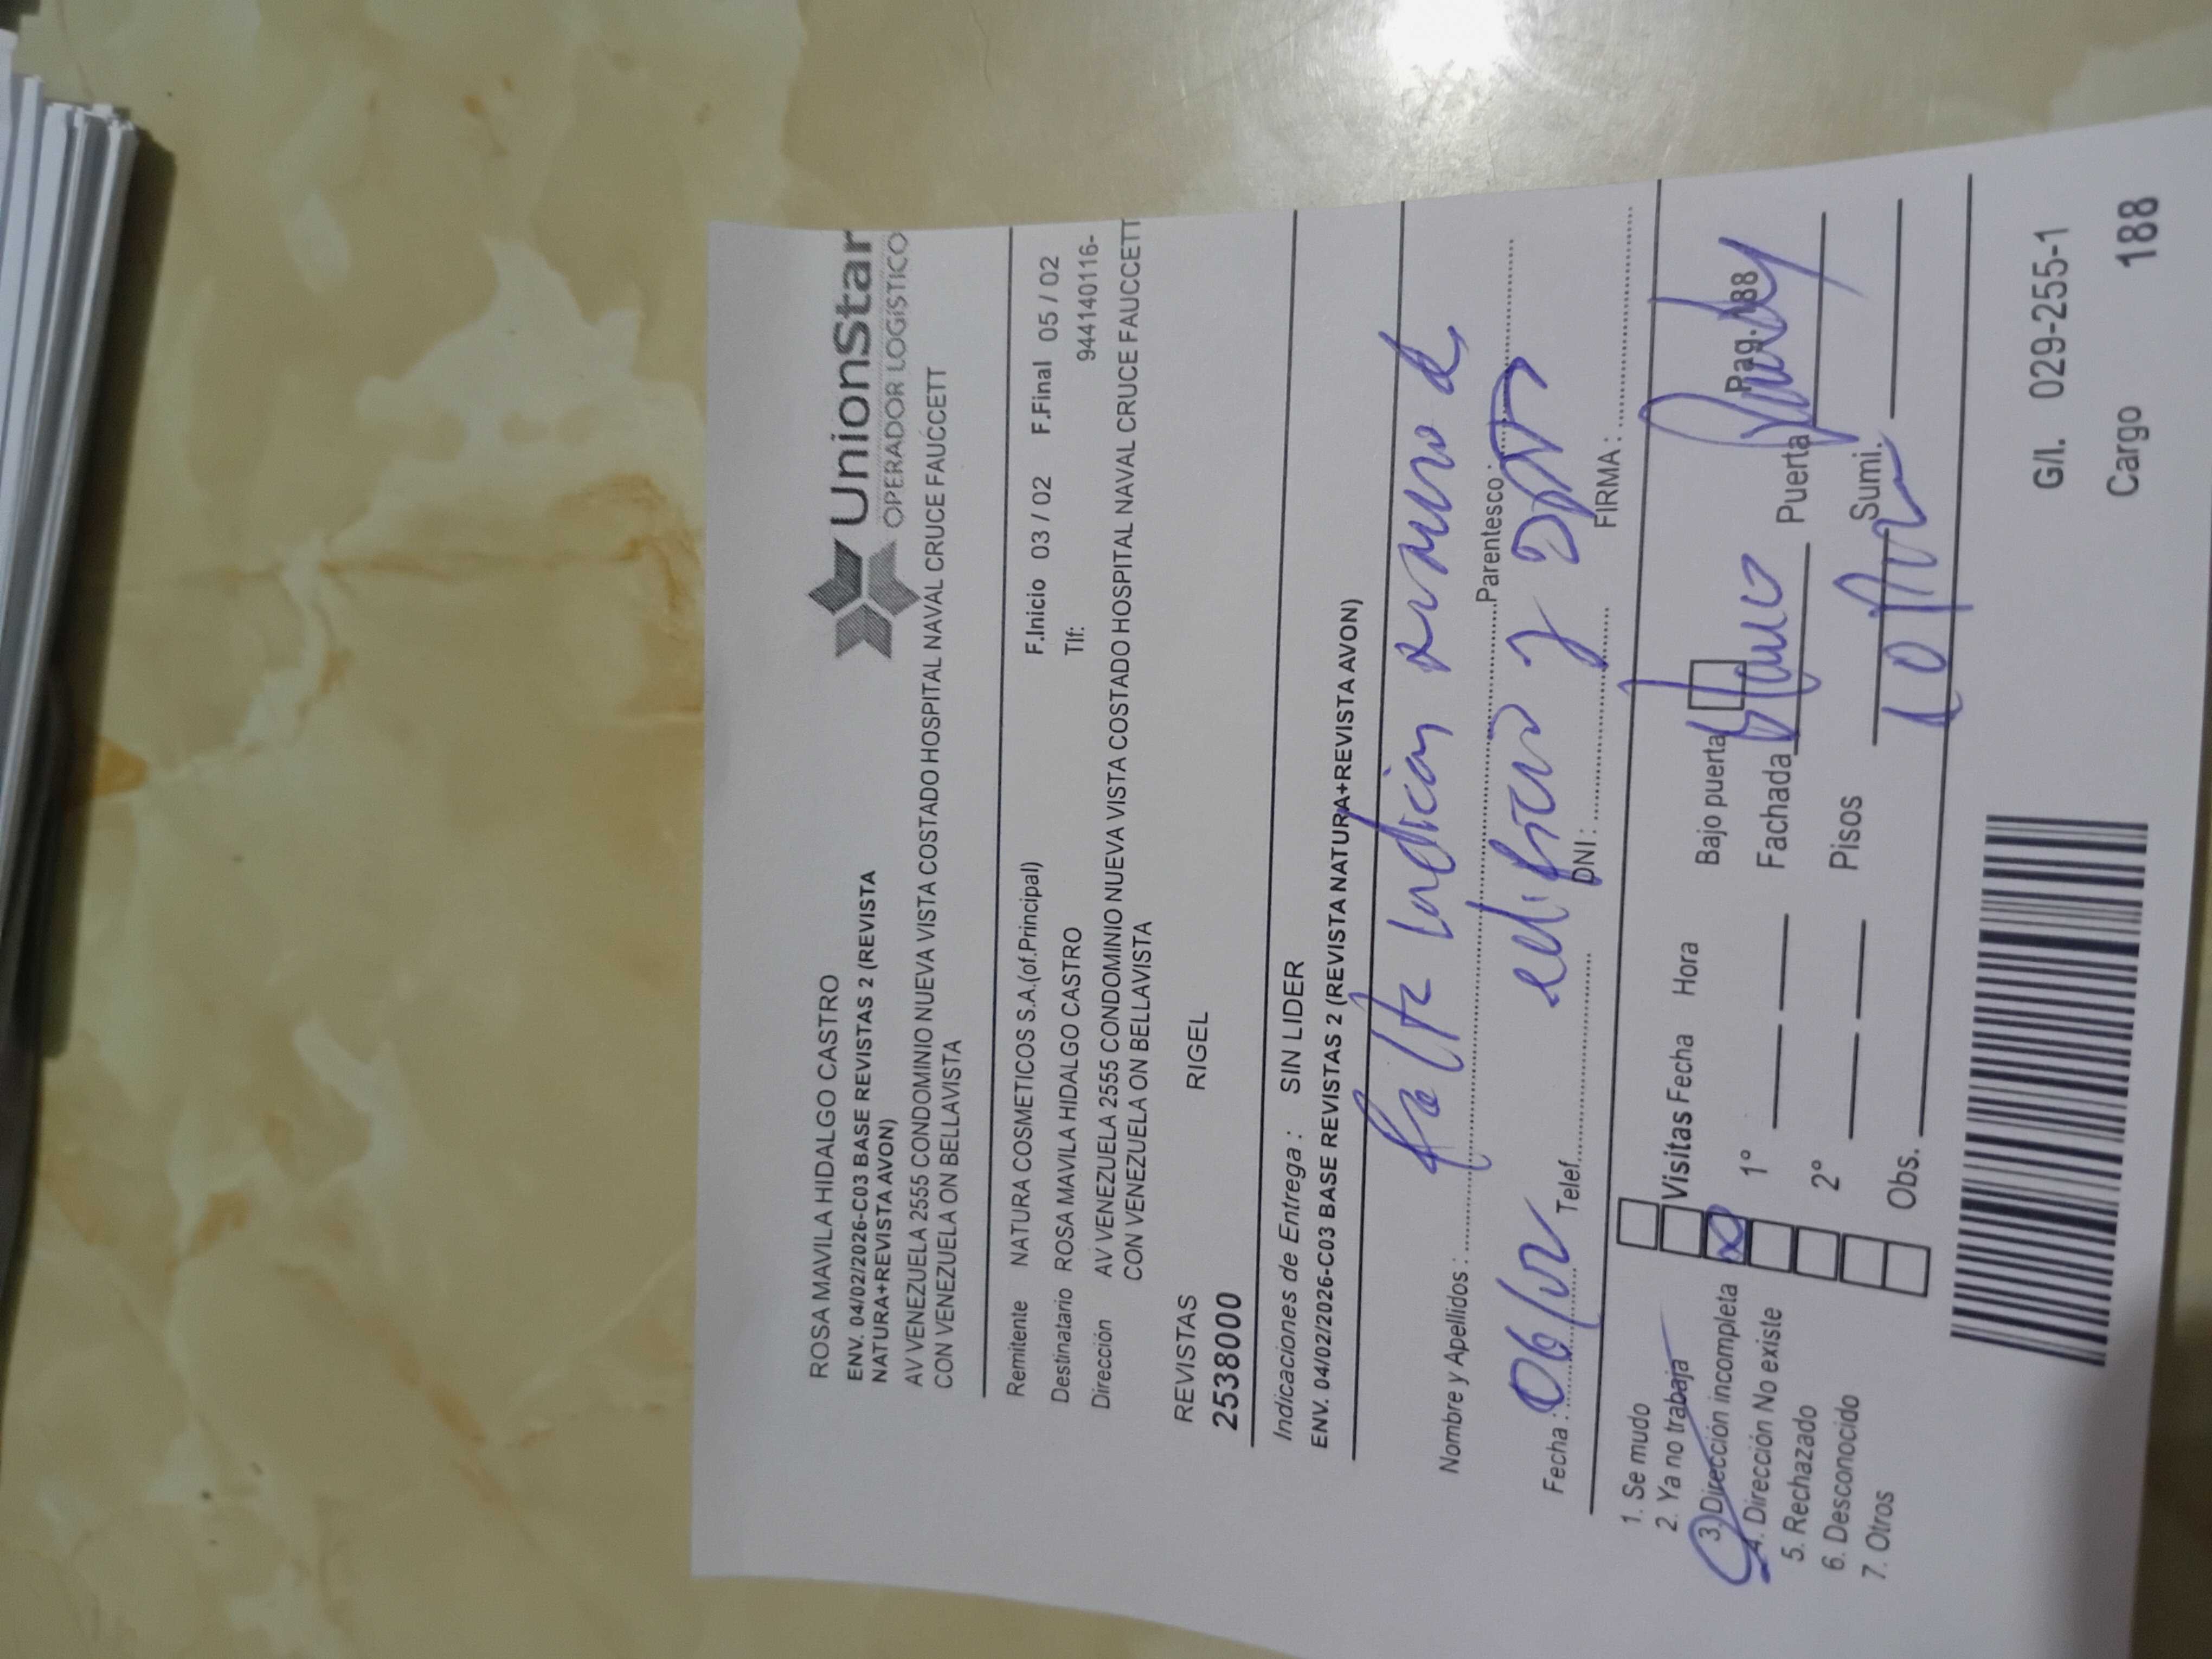 UnionStar
OPERADOR LOGÍSTICO
ROSA MAVILA HIDALGO CASTRO
ENV. 04/02/2026-C03 BASE REVISTAS 2 (REVISTA
NATURA+REVISTA AVON)
AV VENEZUELA 2555 CONDOMINIO NUEVA VISTA COSTADO HOSPITAL NAVAL CRUCE FAUCCETT
CON VENEZUELA ON BELLAVISTA
Remitente NATURA COSMETICOS S.A.(of.Principal) F.Inicio 03 / 02 F.Final 05 / 02
Destinatario ROSA MAVILA HIDALGO CASTRO Tlf: 944140116-
Dirección AV VENEZUELA 2555 CONDOMINIO NUEVA VISTA COSTADO HOSPITAL NAVAL CRUCE FAUCCETT
CON VENEZUELA ON BELLAVISTA
REVISTAS RIGEL
2538000
Indicaciones de Entrega : SIN LIDER
ENV. 04/02/2026-C03 BASE REVISTAS 2 (REVISTA NATURA+REVISTA AVON)
falta indicar numero de
Nombre y Apellidos : Parentesco :
edificio y DPT
Fecha : 06/02 Telef. DNI : FIRMA :
1. Se mudo
2. Ya no trabaja Visitas Fecha Hora Bajo puerta Pag. 188
3. Dirección incompleta 1° Fachada Puerta
4. Dirección No existe
5. Rechazado 2° Pisos Sumi.
6. Desconocido
7. Otros Obs.
G/l. 029-255-1
Cargo 188